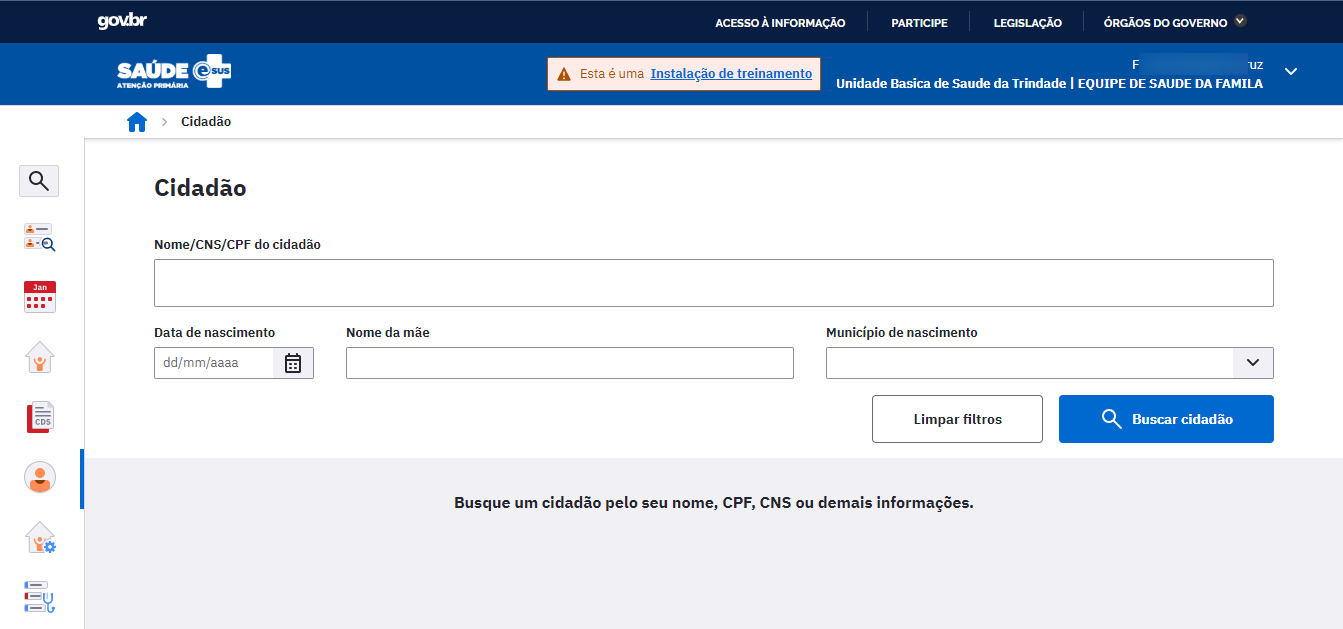 gov.br
ACESSO À INFORMAÇÃO
PARTICIPE
LEGISLAÇÃO
ÓRGÃOS DO GOVERNO
SAÚDE e-SUS
ATENÇÃO PRIMÁRIA
Esta é uma Instalação de treinamento
Unidade Basica de Saude da Trindade | EQUIPE DE SAUDE DA FAMILA
Cidadão
Jan
Cidadão
Nome/CNS/CPF do cidadão
Data de nascimento
Nome da mãe
Município de nascimento
dd/mm/aaaa
CDS
Limpar filtros
Buscar cidadão
Busque um cidadão pelo seu nome, CPF, CNS ou demais informações.